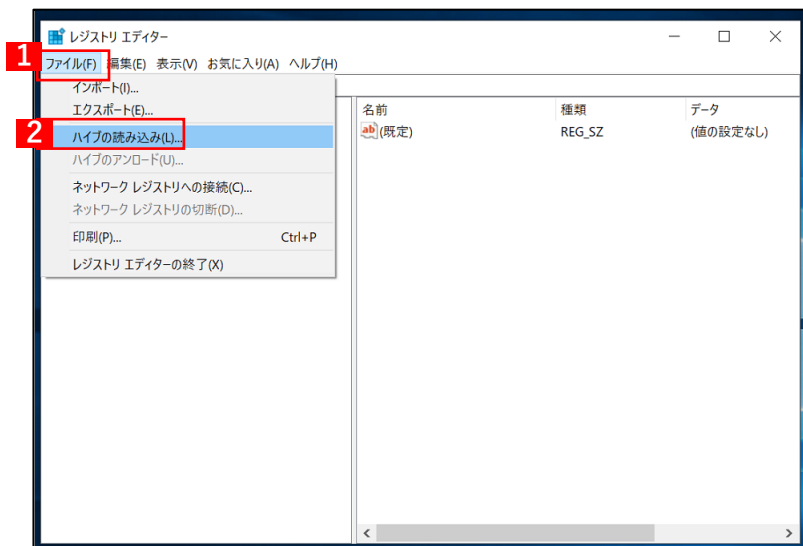 レジストリ エディター
1
ファイル(F) 編集(E) 表示(V) お気に入り(A) ヘルプ(H)
インポート(I)...
エクスポート(E)...
2
ハイブの読み込み(L)...
ハイブのアンロード(U)...
ネットワーク レジストリへの接続(C)...
ネットワーク レジストリの切断(D)...
印刷(P)... Ctrl+P
レジストリ エディターの終了(X)
名前 種類 データ
ab (既定) REG_SZ (値の設定なし)